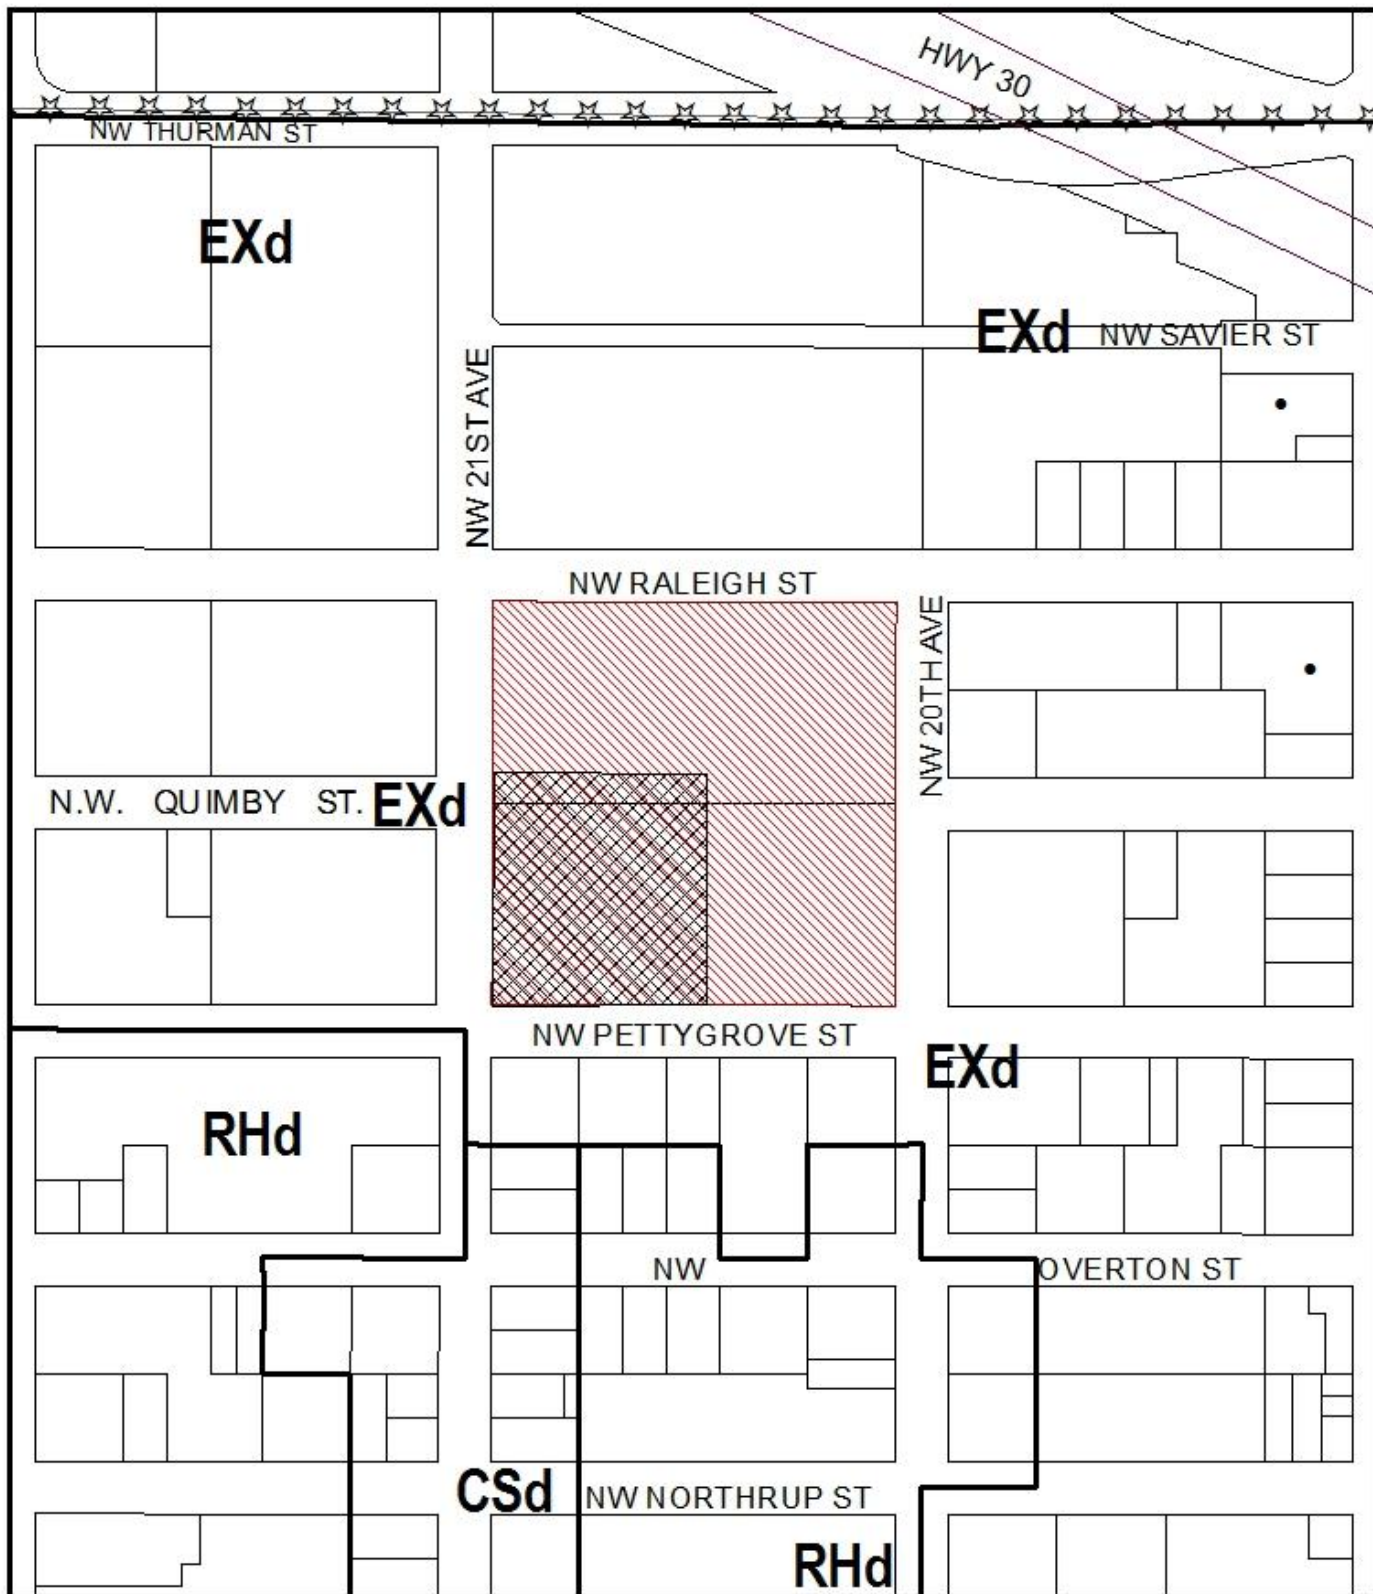 HWY 30
NW THURMAN ST
EXd
EXd
NW SAVIER ST
NW 21ST AVE
NW RALEIGH ST
NW 20TH AVE
N.W. QUIMBY ST.
EXd
NW PETTYGROVE ST
EXd
RHd
NW OVERTON ST
CSd
NW NORTHRUP ST
RHd